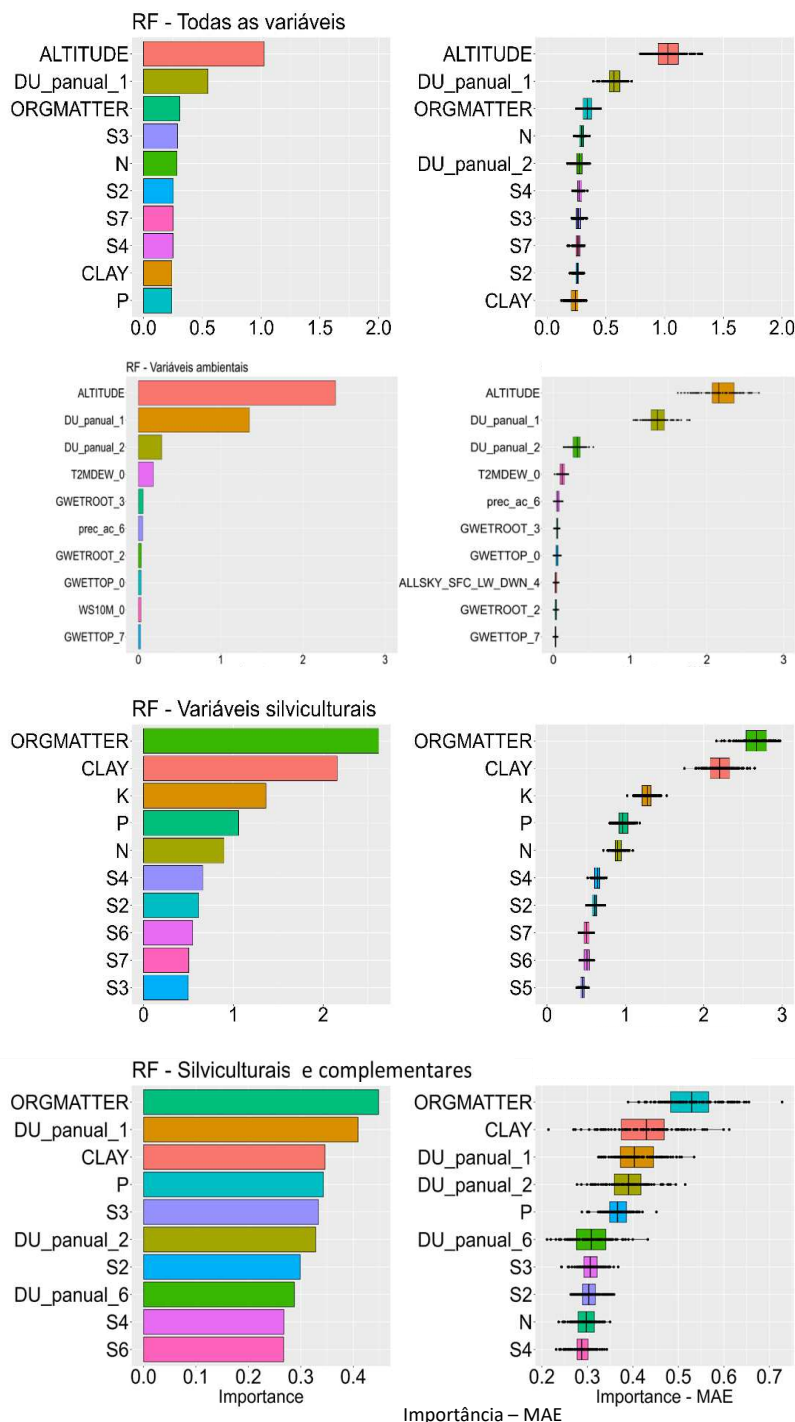 RF - Todas as variáveis
ALTITUDE
DU_panual_1
ORGMATTER
S3
N
S2
S7
S4
CLAY
P
0.0 0.5 1.0 1.5 2.0
ALTITUDE
DU_panual_1
ORGMATTER
N
DU_panual_2
S4
S3
S7
S2
CLAY
0.0 0.5 1.0 1.5 2.0
RF - Variáveis ambientais
ALTITUDE
DU_panual_1
DU_panual_2
T2MDEW_0
GWETROOT_3
prec_ac_6
GWETROOT_2
GWETTOP_0
WS10M_0
GWETTOP_7
0 1 2 3
ALTITUDE
DU_panual_1
DU_panual_2
T2MDEW_0
prec_ac_6
GWETROOT_3
GWETTOP_0
ALLSKY_SFC_LW_DWN_4
GWETROOT_2
GWETTOP_7
0 1 2 3
RF - Variáveis silviculturais
ORGMATTER
CLAY
K
P
N
S4
S2
S6
S7
S3
0 1 2
ORGMATTER
CLAY
K
P
N
S4
S2
S7
S6
S5
0 1 2 3
RF - Silviculturais e complementares
ORGMATTER
DU_panual_1
CLAY
P
S3
DU_panual_2
S2
DU_panual_6
S4
S6
0.0 0.1 0.2 0.3 0.4
Importance
ORGMATTER
CLAY
DU_panual_1
DU_panual_2
P
DU_panual_6
S3
S2
N
S4
0.2 0.3 0.4 0.5 0.6 0.7
Importance - MAE
Importância – MAE